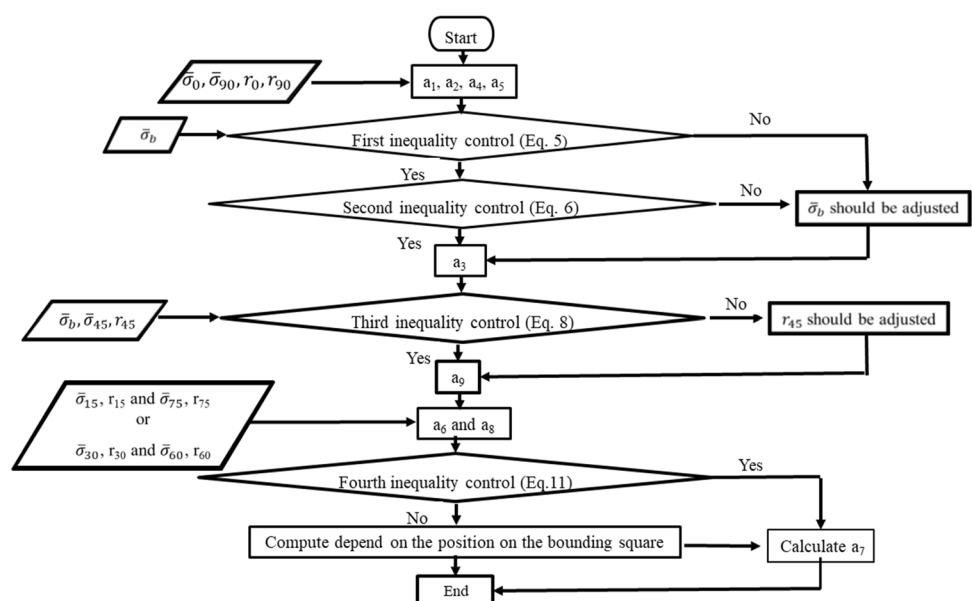 Start
σ̄₀, σ̄₉₀, r₀, r₉₀
a₁, a₂, a₄, a₅
σ̄_b
First inequality control (Eq. 5)
No
Yes
Second inequality control (Eq. 6)
No
σ̄_b should be adjusted
Yes
a₃
σ̄_b, σ̄₄₅, r₄₅
Third inequality control (Eq. 8)
No
r₄₅ should be adjusted
Yes
a₉
σ̄₁₅, r₁₅ and σ̄₇₅, r₇₅
or
σ̄₃₀, r₃₀ and σ̄₆₀, r₆₀
a₆ and a₈
Fourth inequality control (Eq.11)
Yes
No
Compute depend on the position on the bounding square
Calculate a₇
End